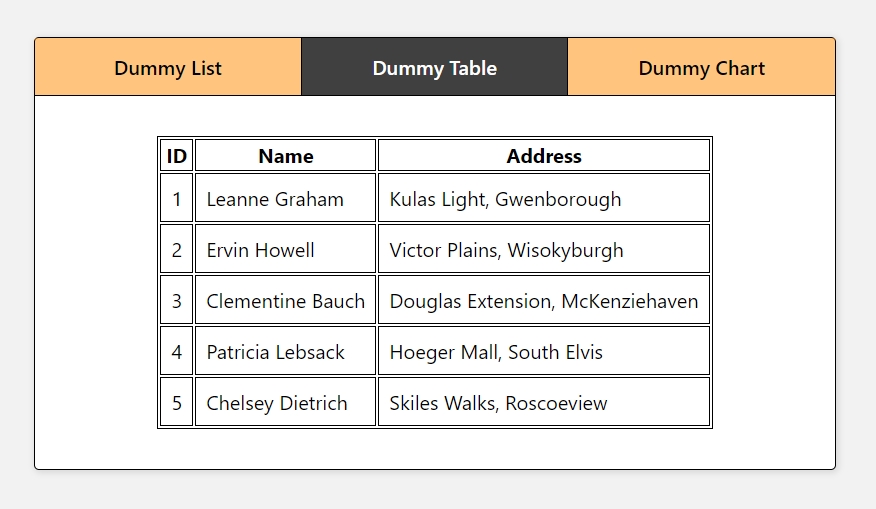 Dummy List Dummy Table Dummy Chart
ID Name Address
1 Leanne Graham Kulas Light, Gwenborough
2 Ervin Howell Victor Plains, Wisokyburgh
3 Clementine Bauch Douglas Extension, McKenziehaven
4 Patricia Lebsack Hoeger Mall, South Elvis
5 Chelsey Dietrich Skiles Walks, Roscoeview